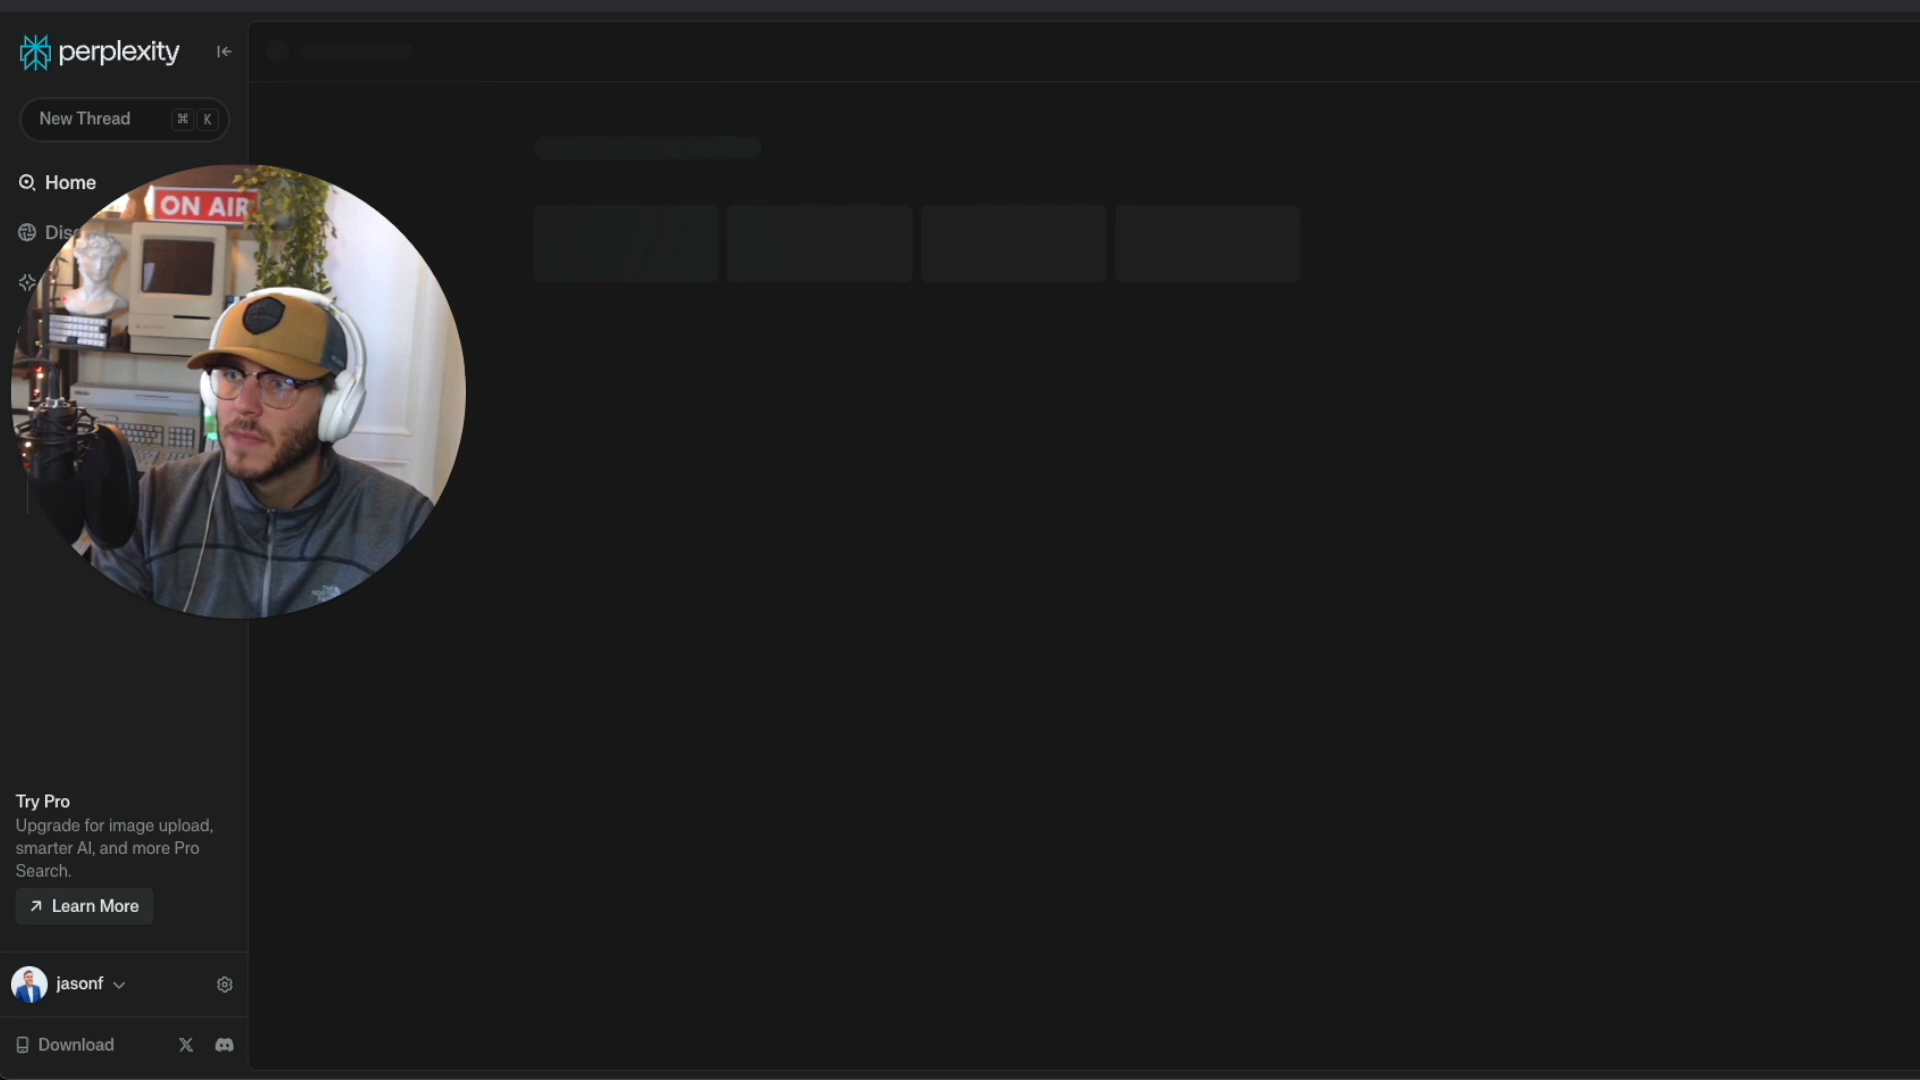 perplexity
New Thread ⌘ K
Home
ON AIR
Try Pro
Upgrade for image upload,
smarter AI, and more Pro
Search.
Learn More
jasonf
Download